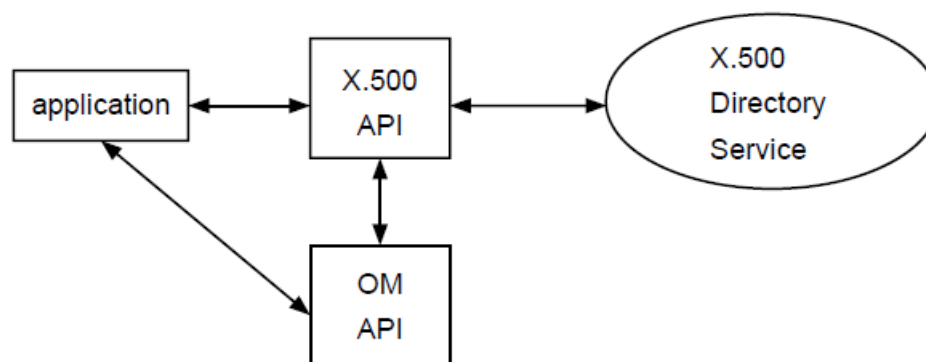 application
X.500
API
X.500
Directory
Service
OM
API